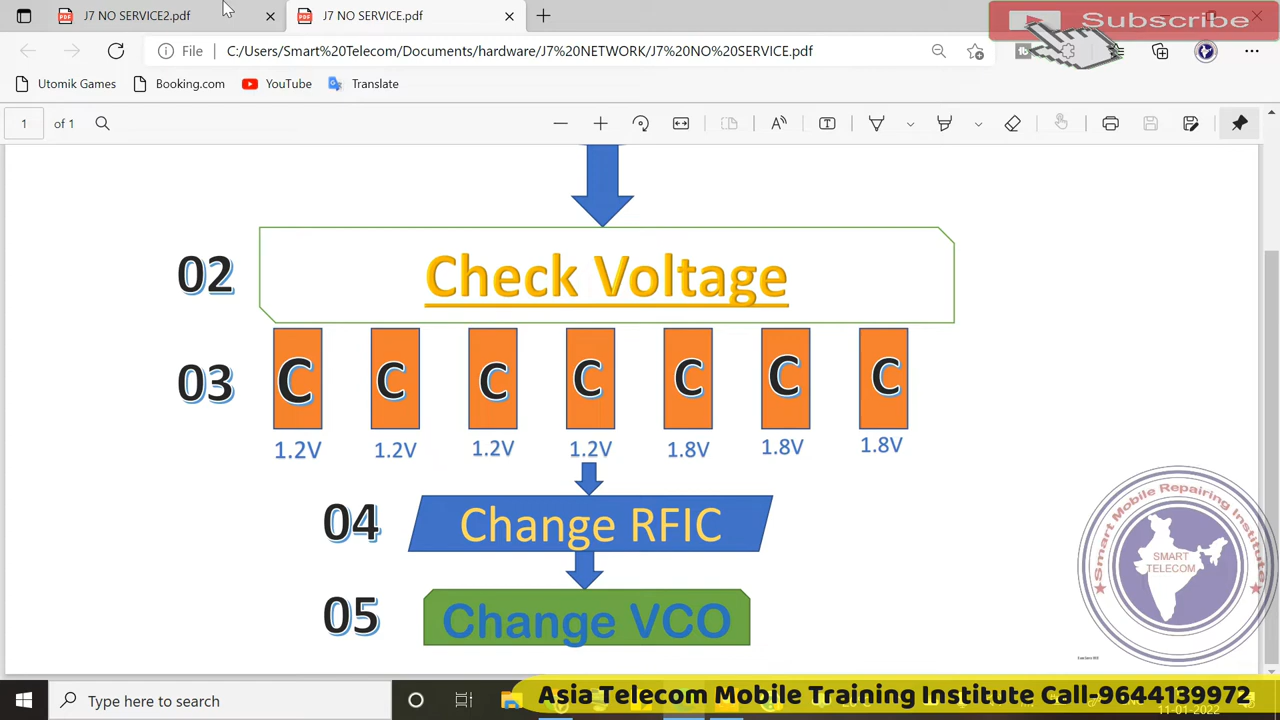 J7 NO SERVICE2.pdf
J7 NO SERVICE.pdf
Subscribe
File
C:/Users/Smart%20Telecom/Documents/hardware/J7%20NETWORK/J7%20NO%20SERVICE.pdf
Utomik Games
Booking.com
YouTube
Translate
1 of 1
02
Check Voltage
03
C C C C C C C
1.2V 1.2V 1.2V 1.2V 1.8V 1.8V 1.8V
04
Change RFIC
05
Change VCO
Smart Mobile Repairing Institute
SMART
TELECOM
Type here to search
Asia Telecom Mobile Training Institute Call-9644139972
11-01-2022